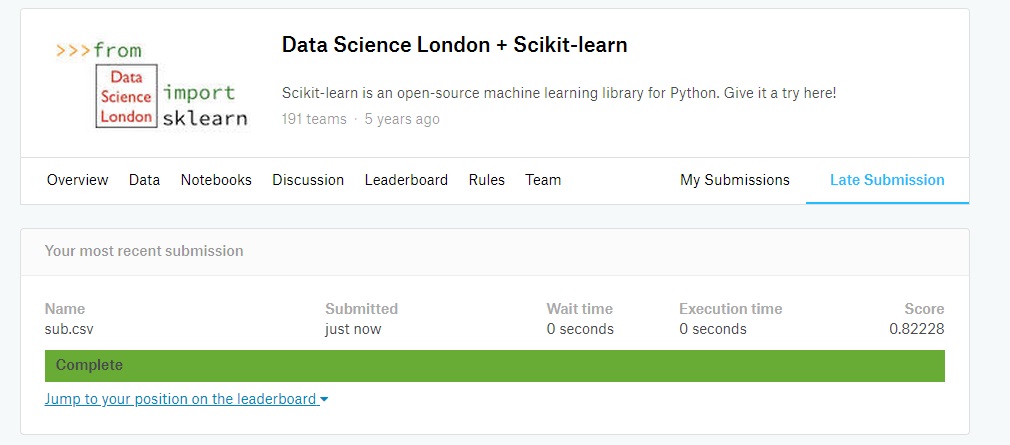 >>>from
Data
Science
London
import
sklearn
Data Science London + Scikit-learn
Scikit-learn is an open-source machine learning library for Python. Give it a try here!
191 teams · 5 years ago
Overview Data Notebooks Discussion Leaderboard Rules Team My Submissions Late Submission
Your most recent submission
Name Submitted Wait time Execution time Score
sub.csv just now 0 seconds 0 seconds 0.82228
Complete
Jump to your position on the leaderboard